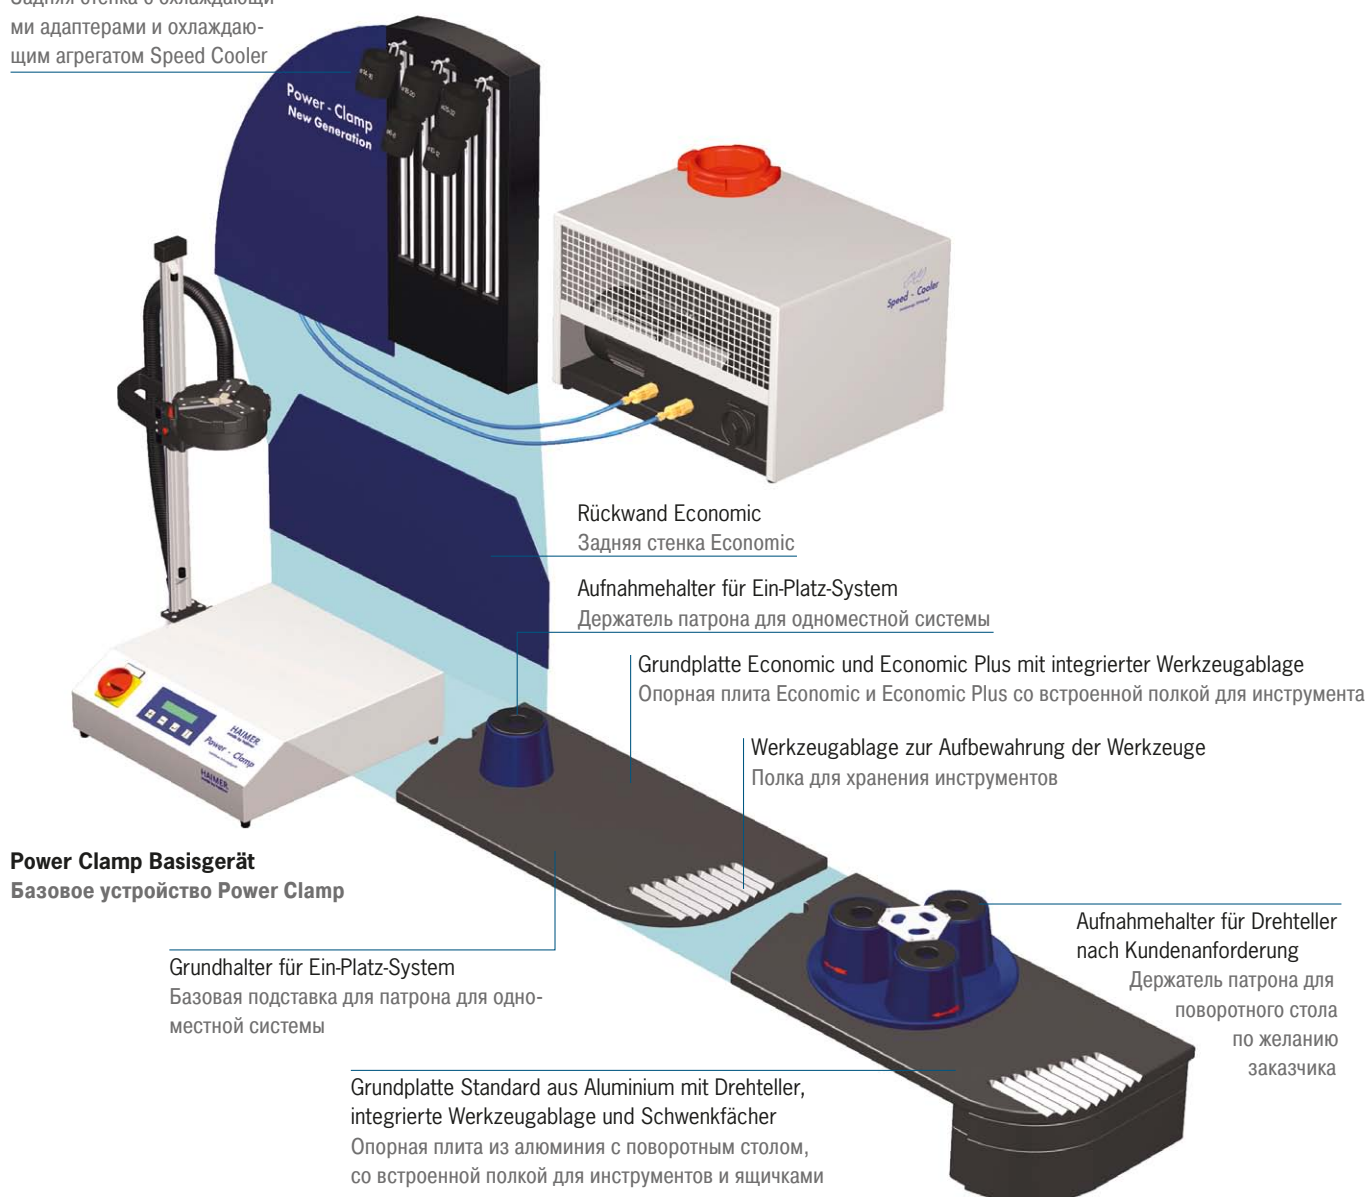 ми адаптерами и охлаждаю-
щим агрегатом Speed Cooler
Power - Clamp
New Generation
Speed - Cooler
Rückwand Economic
Задняя стенка Economic
Aufnahmehalter für Ein-Platz-System
Держатель патрона для одноместной системы
Grundplatte Economic und Economic Plus mit integrierter Werkzeugablage
Опорная плита Economic и Economic Plus со встроенной полкой для инструмента
HAIMER
Power - Clamp
HAIMER
Werkzeugablage zur Aufbewahrung der Werkzeuge
Полка для хранения инструментов
Power Clamp Basisgerät
Базовое устройство Power Clamp
Aufnahmehalter für Drehteller
nach Kundenanforderung
Держатель патрона для
поворотного стола
по желанию
заказчика
Grundhalter für Ein-Platz-System
Базовая подставка для патрона для одно-
местной системы
Grundplatte Standard aus Aluminium mit Drehteller,
integrierte Werkzeugablage und Schwenkfächer
Опорная плита из алюминия с поворотным столом,
со встроенной полкой для инструментов и ящичками